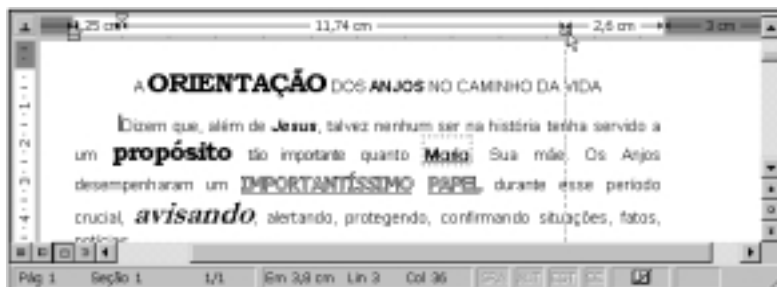 1,25 cm 11,74 cm 2,6 cm 3 cm
A ORIENTAÇÃO DOS ANJOS NO CAMINHO DA VIDA
Dizem que, além de Jesus, talvez nenhum ser na história tenha servido a
um propósito tão importante quanto Maria. Sua mãe, Os Anjos
desempenharam um IMPORTANTÍSSIMO PAPEL, durante esse período
crucial, avisando, alertando, protegendo, confirmando situações, fatos,
notícias
Pág 1 Seção 1 1/1 Em 3,8 cm Lin 3 Col 36